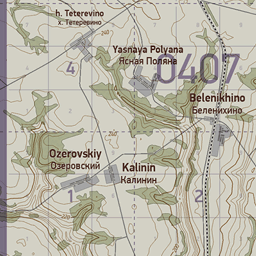 h. Teterevino
х. Тетеревино
4
Yasnaya Polyana
Ясная Поляна
0407
Belenikhino
Беленихино
Ozerovskiy
Озеровский
Kalinin
Калинин
1
2